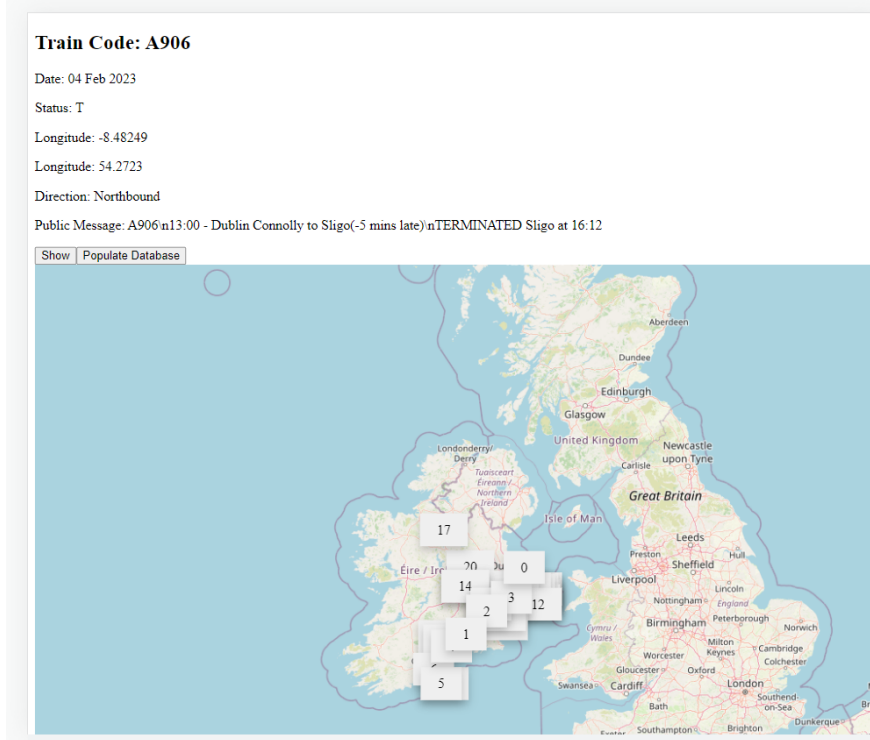 Train Code: A906
Date: 04 Feb 2023
Status: T
Longitude: -8.48249
Longitude: 54.2723
Direction: Northbound
Public Message: A906\n13:00 - Dublin Connolly to Sligo(-5 mins late)\nTERMINATED Sligo at 16:12
Show Populate Database
Aberdeen
Dundee
Edinburgh
Glasgow
United Kingdom
Londonderry/
Derry
Newcastle
upon Tyne
Carlisle
Tuaisceart
Éireann /
Northern
Ireland
Great Britain
Isle of Man
17
Leeds
Preston
Hull
Sheffield
Éire / Ire
20
Du
0
Liverpool
14
Lincoln
3
12
Nottingham
England
2
Birmingham
Peterborough
Norwich
Cymru /
Wales
1
Milton
Keynes
Cambridge
Worcester
Colchester
Gloucester
Oxford
5
Swansea
Cardiff
London
Southend-
on-Sea
Bath
Br
Dunkerque
Exeter
Southampton
Brighton